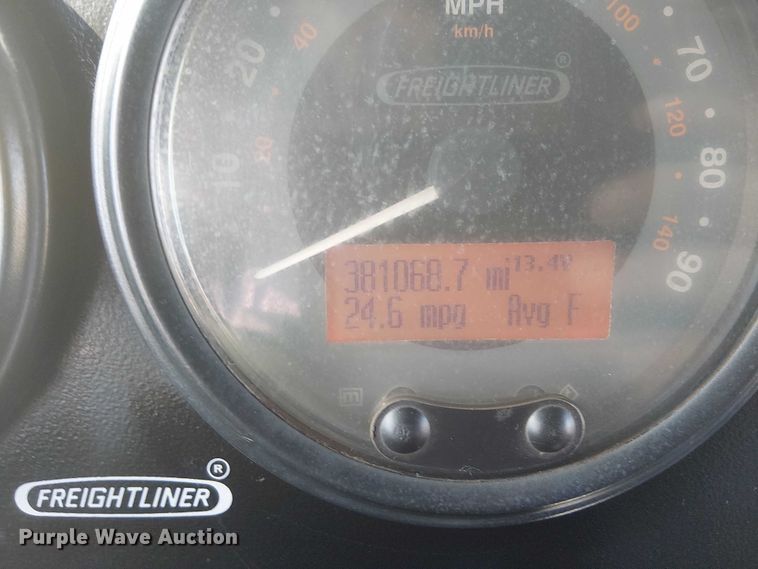 MPH
km/h
100
40
20
70
FREIGHTLINER®
120
20
10
80
140
90
381068.7 mi 13.4V
24.6 mpg Avg F
m
FREIGHTLINER®
Purple Wave Auction